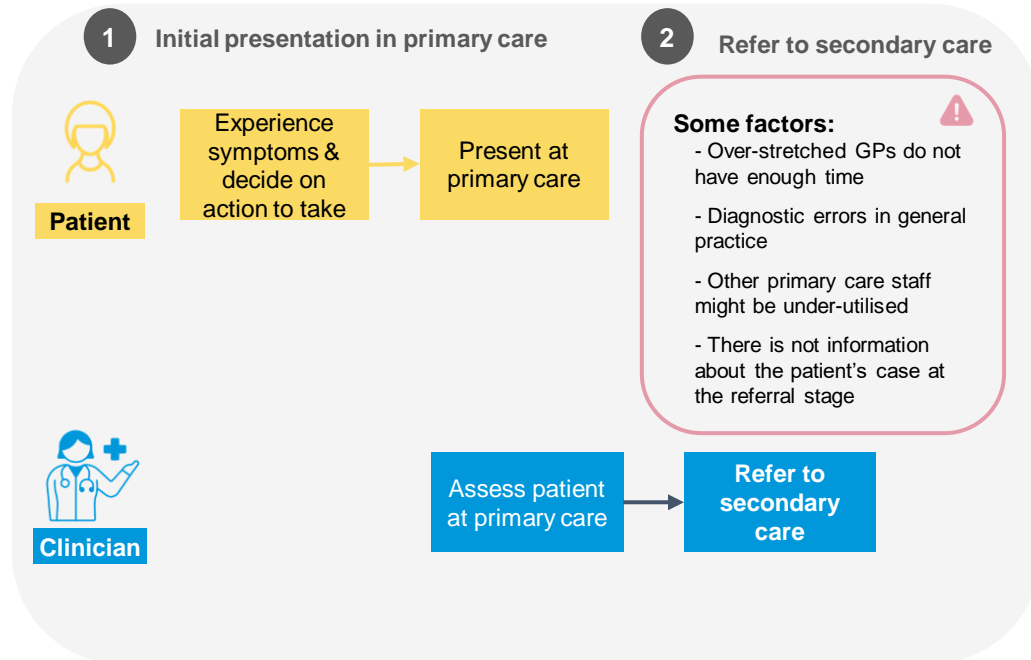 1
Initial presentation in primary care
2
Refer to secondary care
Patient
Experience
symptoms &
decide on
action to take
Present at
primary care
Some factors:
- Over-stretched GPs do not
have enough time
- Diagnostic errors in general
practice
- Other primary care staff
might be under-utilised
- There is not information
about the patient’s case at
the referral stage
Clinician
Assess patient
at primary care
Refer to
secondary
care